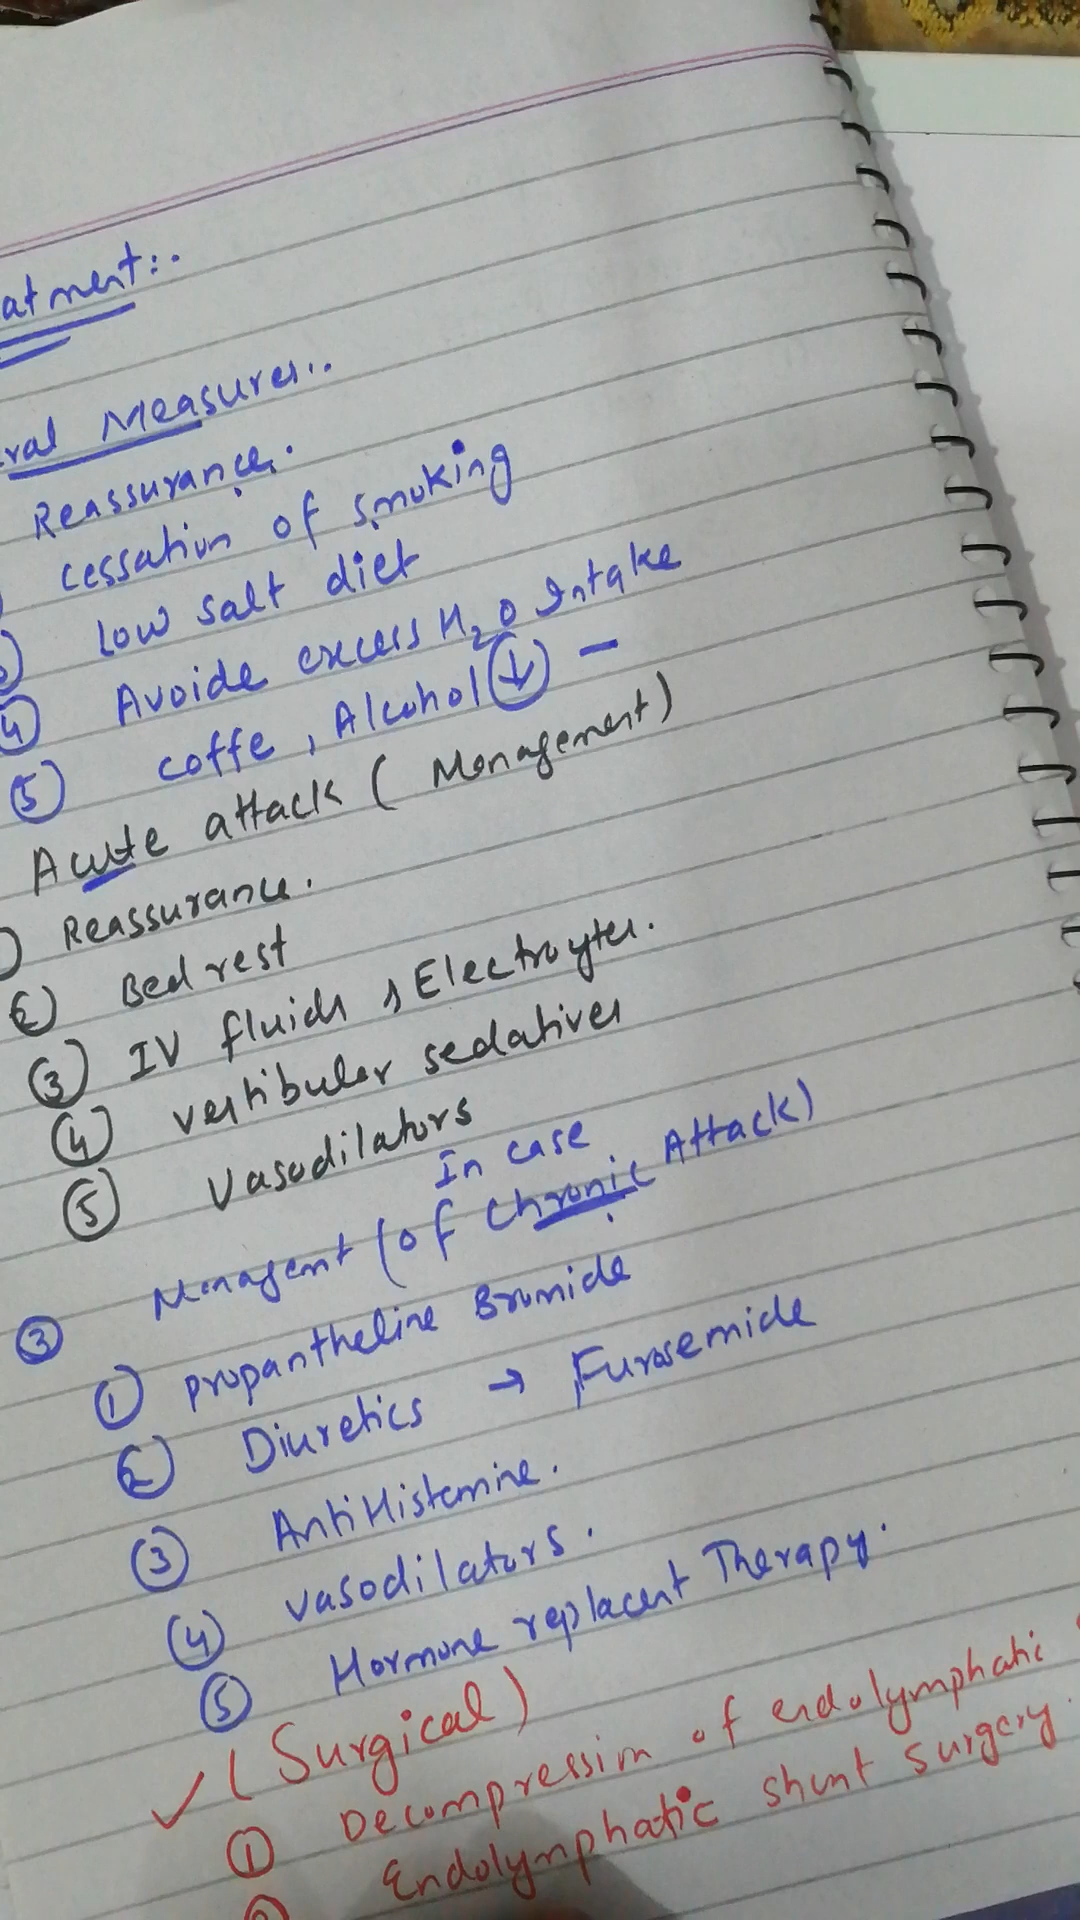 atment:.
ral Measures..
Reassurance.
cessation of smoking
low salt diet
④ Avoide excess H₂O Intake
⑤ coffe, Alcohol ↓ -
Acute attack (Management)
Reassurance.
② Bed rest
③ IV fluids, Electroytes.
④ vestibular sedatives
⑤ Vasodilators
In case
③ Managent (of Chronic Attack)
① propantheline Bromide
② Diuretics → Furosemide
③ AntiHistamine.
④ vasodilators.
⑤ Hormone replacent Therapy.
✓ (Surgical)
① Decompression of endolymphatic
Endolymphatic shunt surgery.